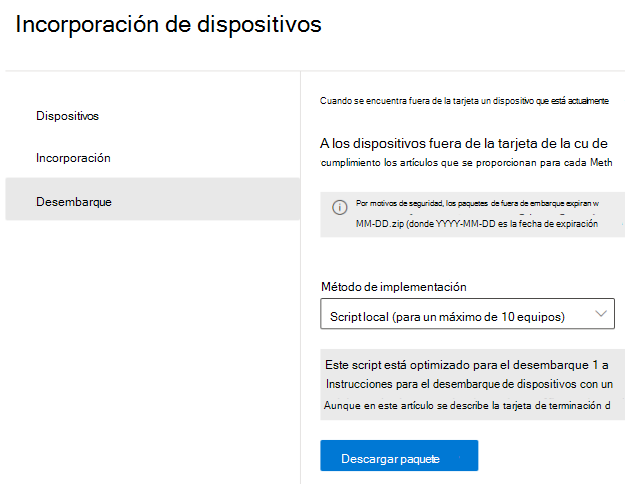 Incorporación de dispositivos
Dispositivos
Incorporación
Desembarque
Cuando se encuentra fuera de la tarjeta un dispositivo que está actualmente
A los dispositivos fuera de la tarjeta de la cu de
cumplimiento los artículos que se proporcionan para cada Meth
Por motivos de seguridad, los paquetes de fuera de embarque expiran w
MM-DD.zip (donde YYYY-MM-DD es la fecha de expiración
Método de implementación
Script local (para un máximo de 10 equipos)
Este script está optimizado para el desembarque 1 a
Instrucciones para el desembarque de dispositivos con un
Aunque en este artículo se describe la tarjeta de terminación d
Descargar paquete